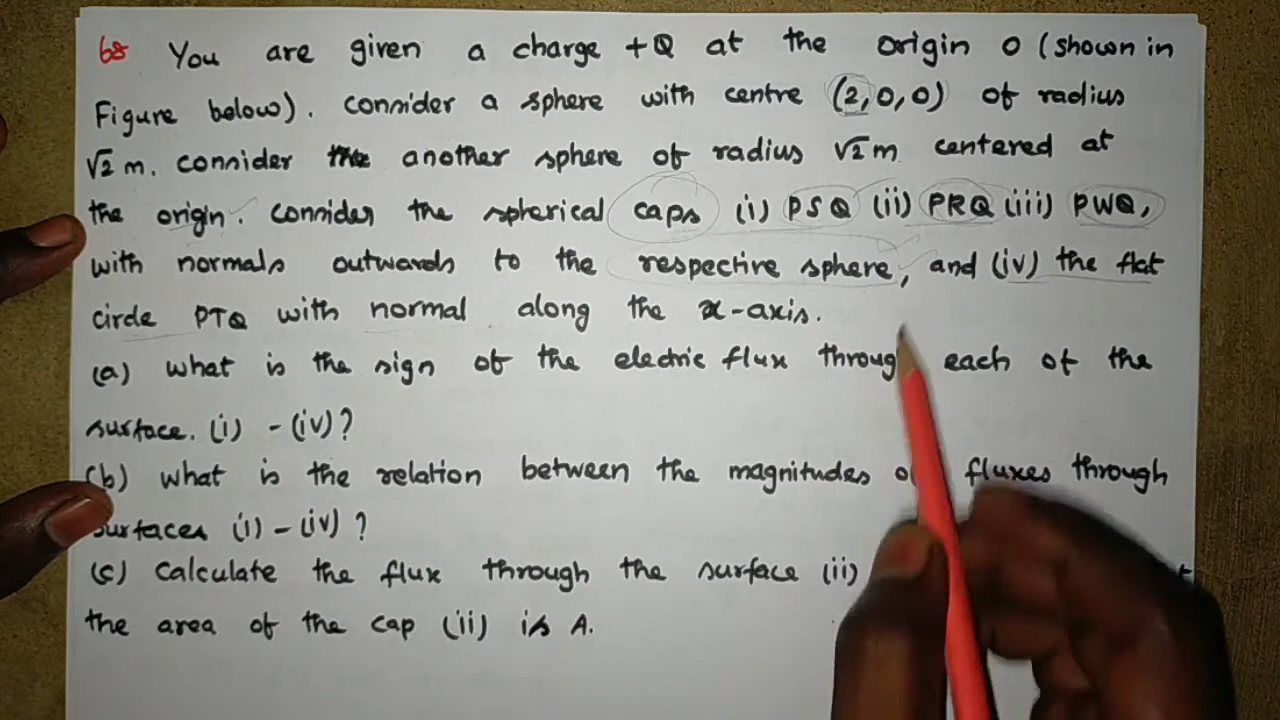 68 You are given a charge +Q at the origin O (shown in
Figure below). consider a sphere with centre (2,0,0) of radius
√2 m. consider the another sphere of radius √2 m centered at
the origin. consider the spherical caps (i) PSQ (ii) PRQ (iii) PWQ,
with normals outwards to the respective sphere, and (iv) the flat
circle PTQ with normal along the x-axis.
(a) what is the sign of the electric flux through each of the
surface. (i) - (iv)?
(b) what is the relation between the magnitudes of fluxes through
surfaces (i) - (iv)?
(c) calculate the flux through the surface (ii)
the area of the cap (ii) is A.